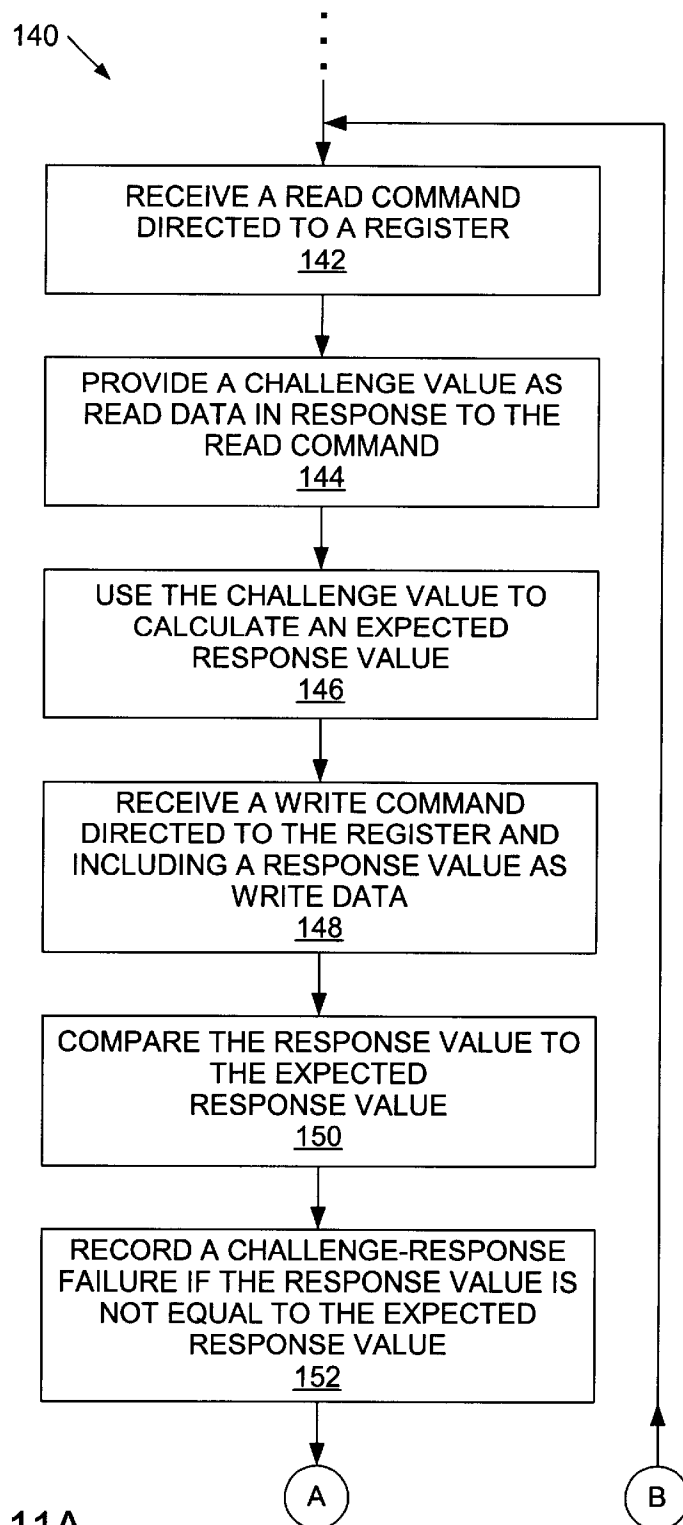 140
RECEIVE A READ COMMAND
DIRECTED TO A REGISTER
142
PROVIDE A CHALLENGE VALUE AS
READ DATA IN RESPONSE TO THE
READ COMMAND
144
USE THE CHALLENGE VALUE TO
CALCULATE AN EXPECTED
RESPONSE VALUE
146
RECEIVE A WRITE COMMAND
DIRECTED TO THE REGISTER AND
INCLUDING A RESPONSE VALUE AS
WRITE DATA
148
COMPARE THE RESPONSE VALUE TO
THE EXPECTED
RESPONSE VALUE
150
RECORD A CHALLENGE-RESPONSE
FAILURE IF THE RESPONSE VALUE IS
NOT EQUAL TO THE EXPECTED
RESPONSE VALUE
152
A
B
11A